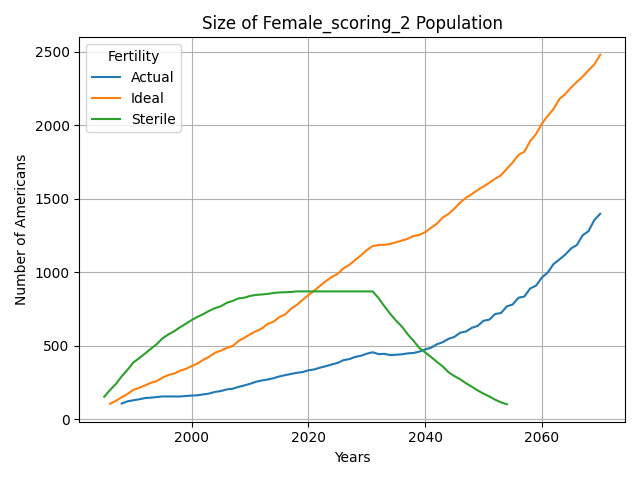 Size of Female_scoring_2 Population
Fertility
Actual
Ideal
Sterile
Number of Americans
2500
2000
1500
1000
500
0
2000
2020
2040
2060
Years